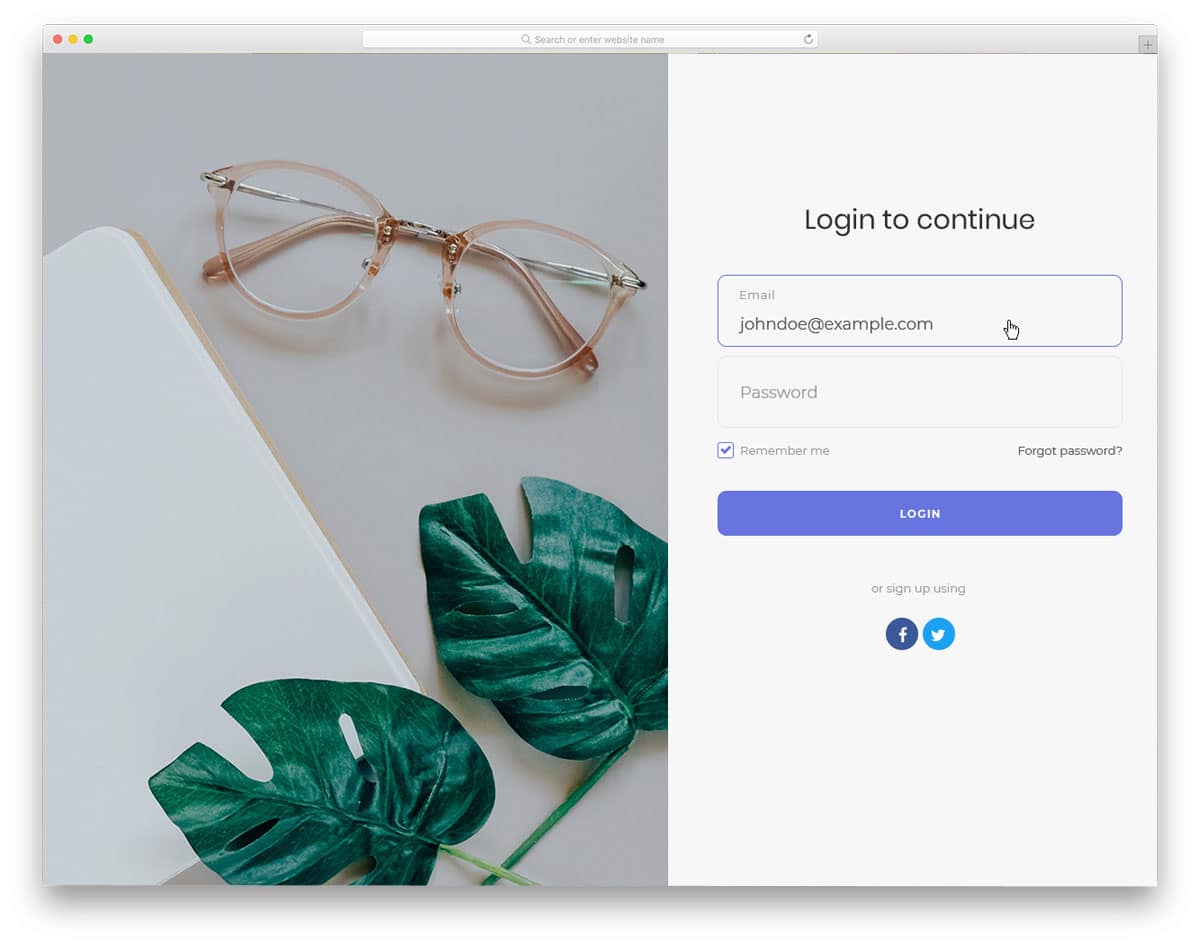 Search or enter website name
Login to continue
Email
johndoe@example.com
Password
Remember me
Forgot password?
LOGIN
or sign up using